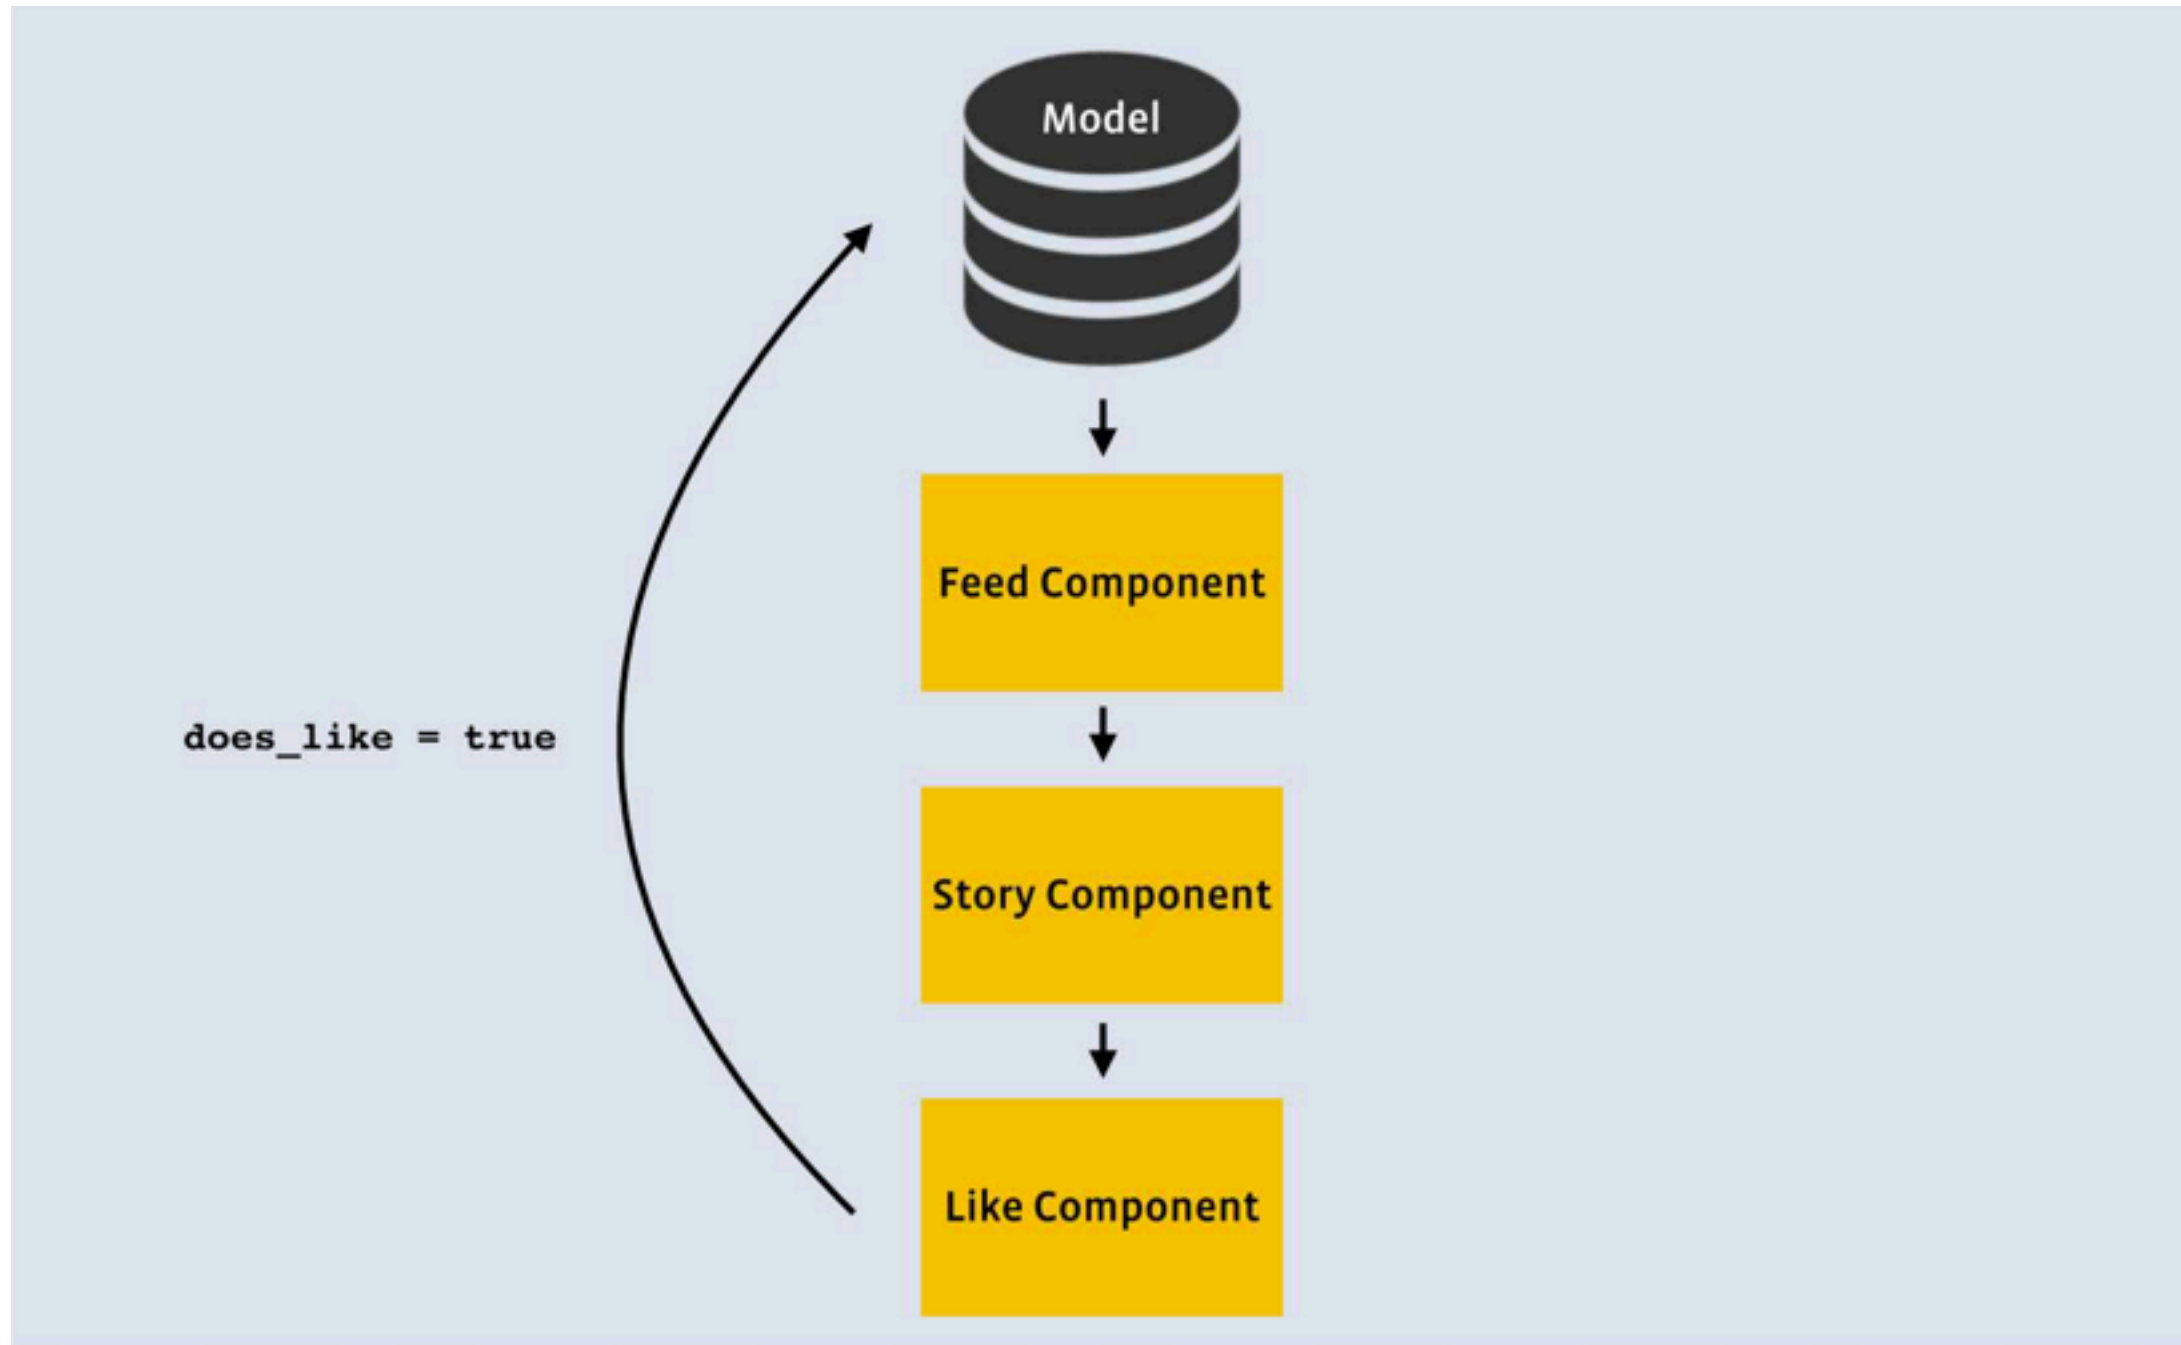 Model
Feed Component
does_like = true
Story Component
Like Component